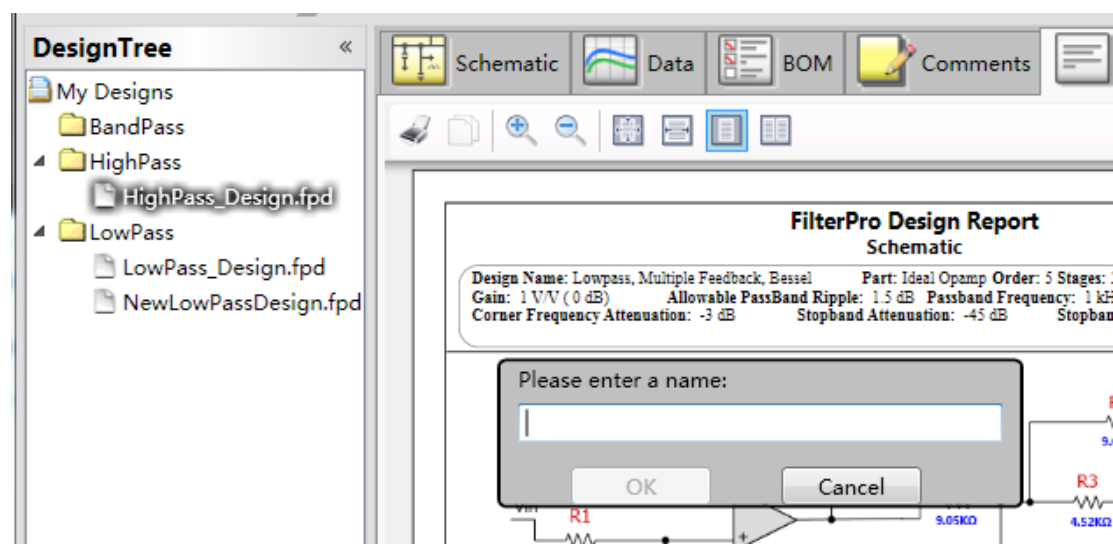 DesignTree «
My Designs
BandPass
HighPass
HighPass_Design.fpd
LowPass
LowPass_Design.fpd
NewLowPassDesign.fpd
Schematic Data BOM Comments
FilterPro Design Report
Schematic
Design Name: Lowpass, Multiple Feedback, Bessel Part: Ideal Opamp Order: 5 Stages:
Gain: 1 V/V ( 0 dB) Allowable PassBand Ripple: 1.5 dB Passband Frequency: 1
Corner Frequency Attenuation: -3 dB Stopband Attenuation: -45 dB
Please enter a name:
OK Cancel
Vin
R1
9.05KΩ
R3
4.52KΩ